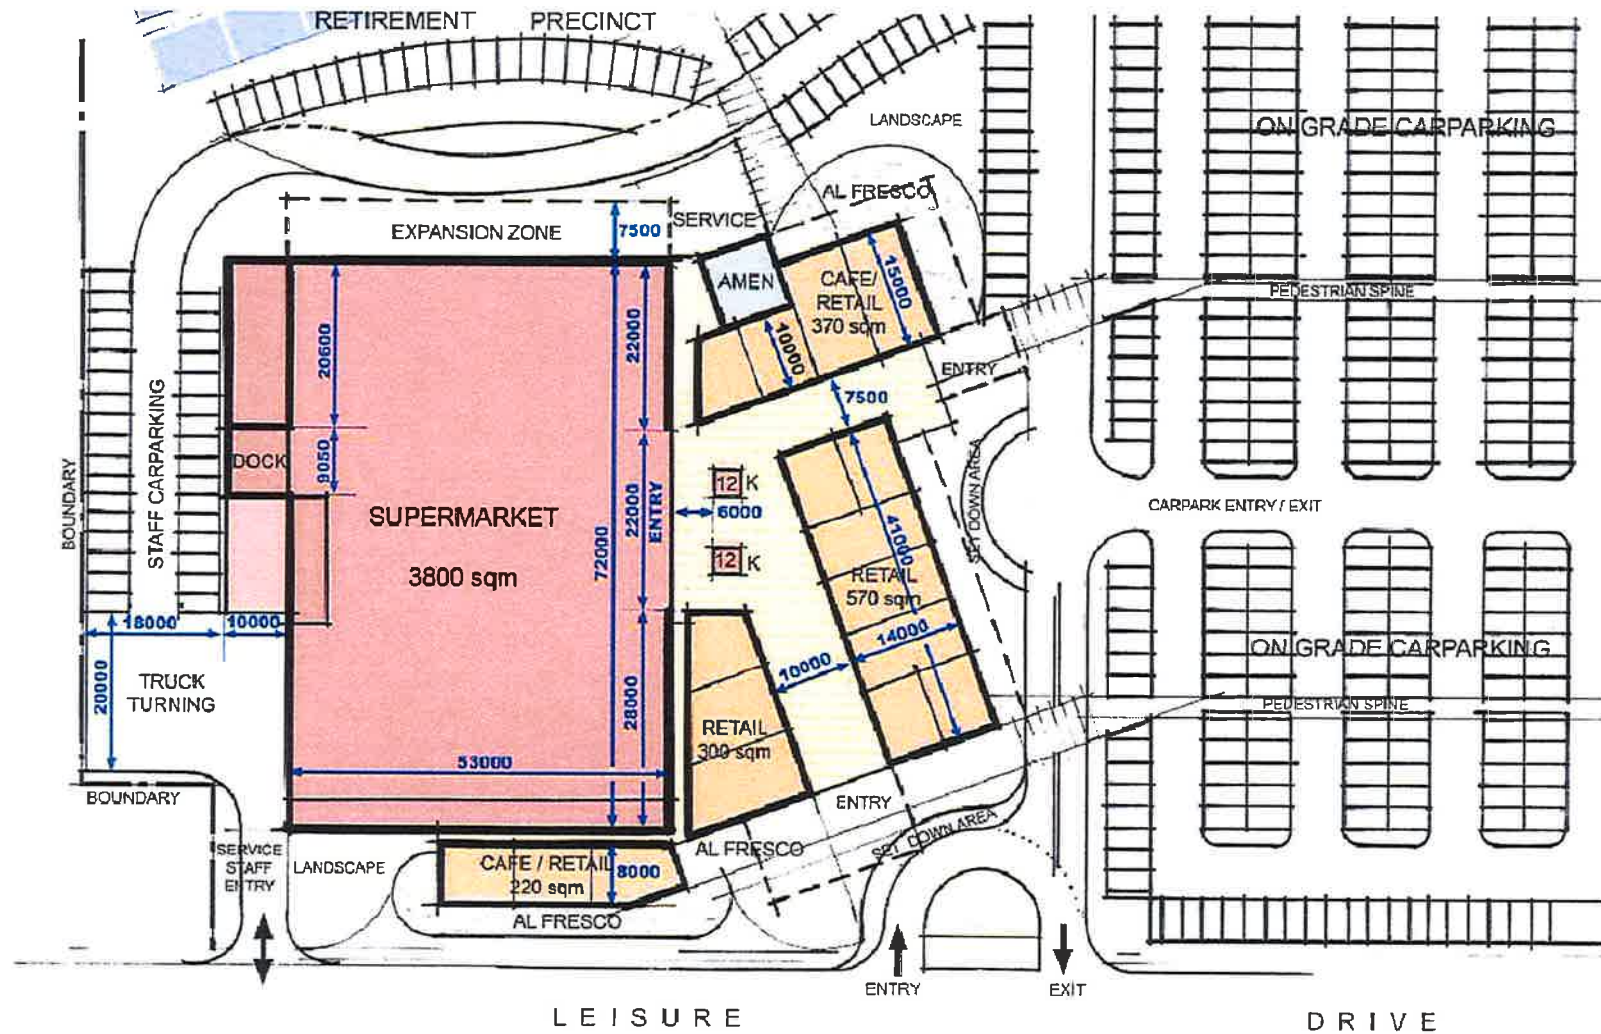 RETIREMENT PRECINCT
LANDSCAPE
ON GRADE CARPARKING
AL FRESCO
SERVICE
7500
EXPANSION ZONE
AMEN
CAFE/
RETAIL
370 sqm
15000
PEDESTRIAN SPINE
20600
22000
10000
ENTRY
7500
STAFF CARPARKING
BOUNDARY
DOCK
9050
12 K
SUPERMARKET
3800 sqm
22000
ENTRY
6000
72000
12 K
41000
SET DOWN AREA
CARPARK ENTRY / EXIT
RETAIL
570 sqm
14000
18000
10000
10000
ON GRADE CARPARKING
20000
TRUCK
TURNING
28000
RETAIL
300 sqm
PEDESTRIAN SPINE
53000
BOUNDARY
ENTRY
SET DOWN AREA
SERVICE
STAFF
ENTRY
LANDSCAPE
CAFE / RETAIL
220 sqm
8000
AL FRESCO
AL FRESCO
ENTRY
EXIT
LEISURE DRIVE